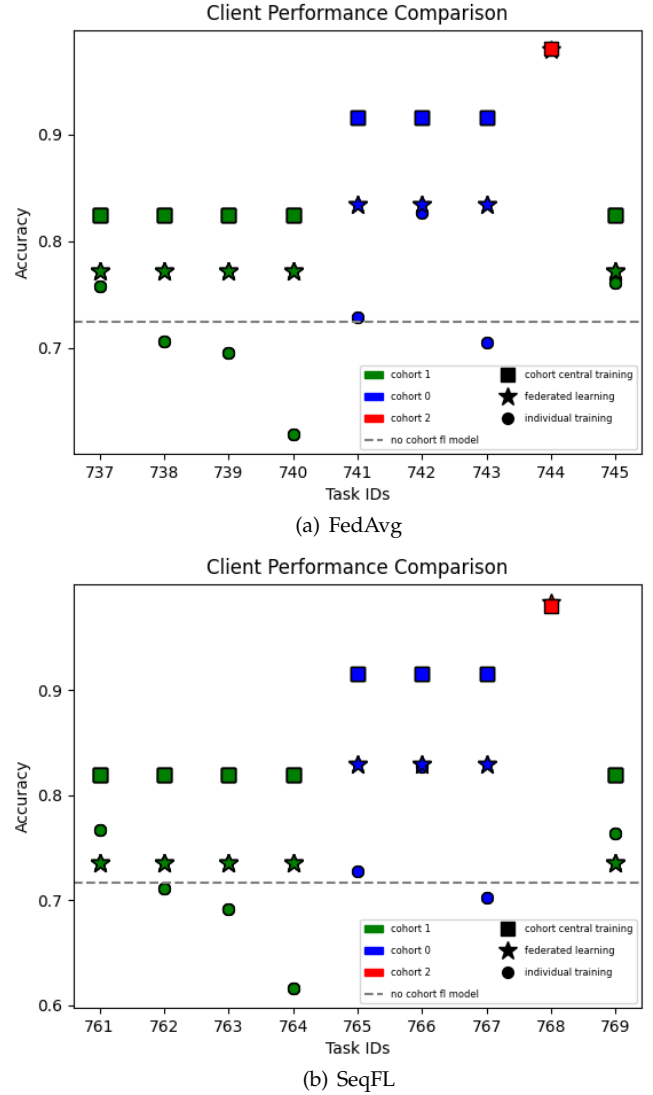 Client Performance Comparison
0.9
0.8
0.7
Accuracy
cohort 1
cohort 0
cohort 2
no cohort fl model
cohort central training
federated learning
individual training
737 738 739 740 741 742 743 744 745
Task IDs
(a) FedAvg
Client Performance Comparison
0.9
0.8
0.7
0.6
Accuracy
cohort 1
cohort 0
cohort 2
no cohort fl model
cohort central training
federated learning
individual training
761 762 763 764 765 766 767 768 769
Task IDs
(b) SeqFL